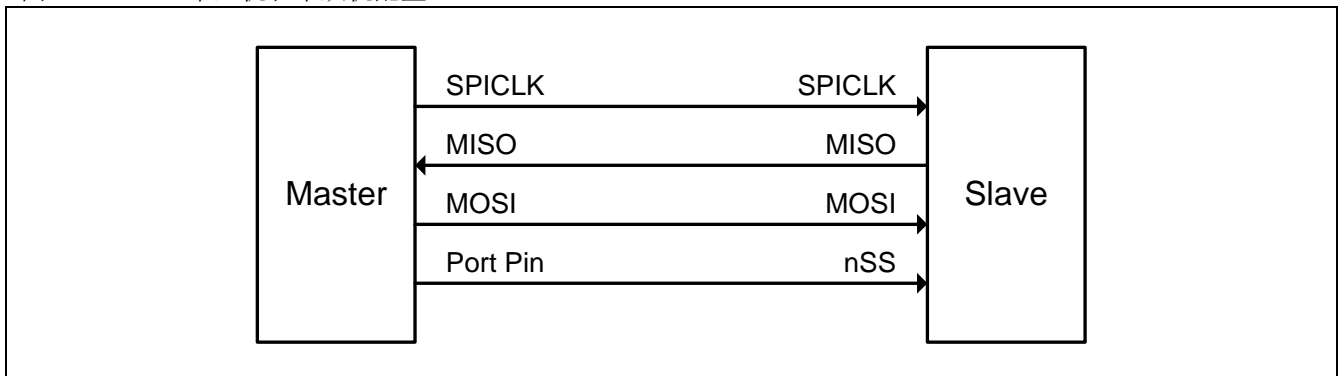 SPICLK SPICLK
MISO MISO
Master MOSI MOSI Slave
Port Pin nSS